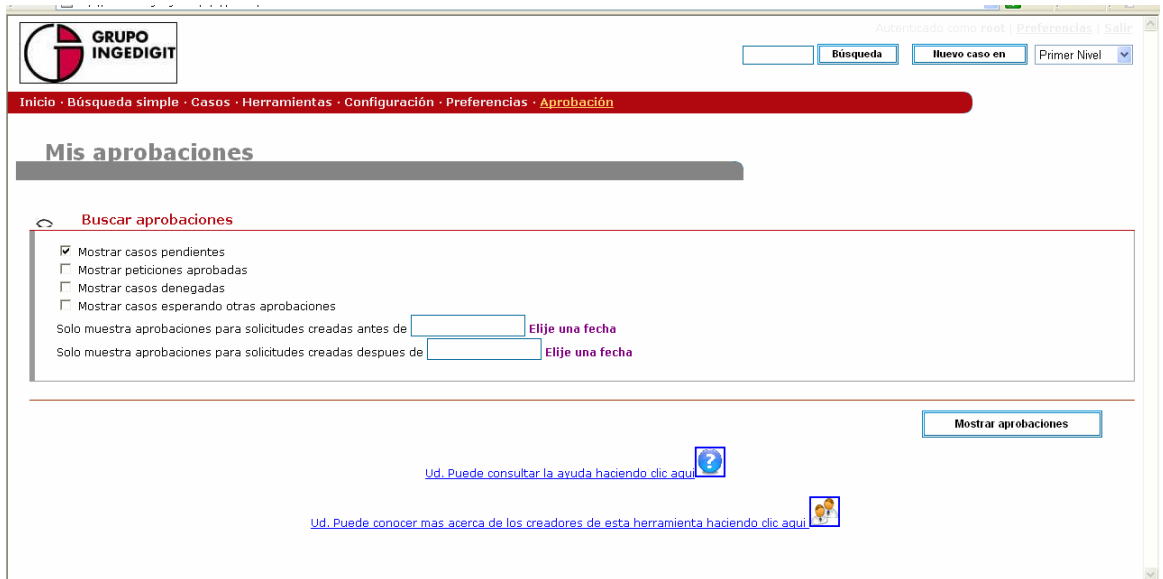 GRUPO
INGEDIGIT
Autenticado como root | Preferencias | Salir
Búsqueda
Nuevo caso en
Primer Nivel
Inicio · Búsqueda simple · Casos · Herramientas · Configuración · Preferencias · Aprobación
Mis aprobaciones
Buscar aprobaciones
Mostrar casos pendientes
Mostrar peticiones aprobadas
Mostrar casos denegadas
Mostrar casos esperando otras aprobaciones
Solo muestra aprobaciones para solicitudes creadas antes de Elije una fecha
Solo muestra aprobaciones para solicitudes creadas despues de Elije una fecha
Mostrar aprobaciones
Ud. Puede consultar la ayuda haciendo clic aqui
Ud. Puede conocer mas acerca de los creadores de esta herramienta haciendo clic aqui